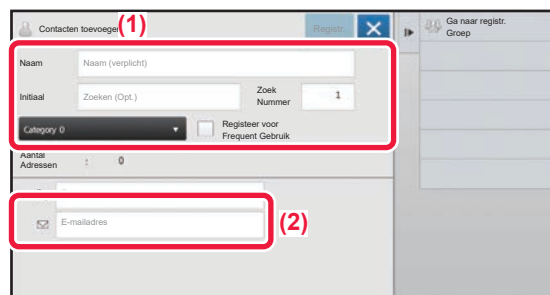 Contacten toevoegen
(1)
Registr.
Ga naar registr.
Groep
Naam
Naam (verplicht)
Initiaal
Zoeken (Opt.)
Zoek
Nummer
1
Category 0
Registeer voor
Frequent Gebruik
Aantal
Adressen
:
0
E-mailadres
(2)